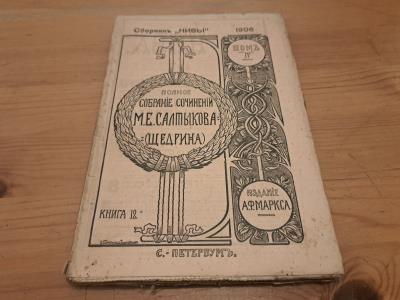 Сборникъ „НИВЫ" 1906
ТОМЪ
IV
ПОЛНОЕ
СОБРАНІЕ СОЧИНЕНІЙ
М.Е.САЛТЫКОВА-
(ЩЕДРИНА)
КНИГА 12.
ИЗДАНІЕ
А.Ф.МАРКСА
С.-ПЕТЕРБУРГЪ.